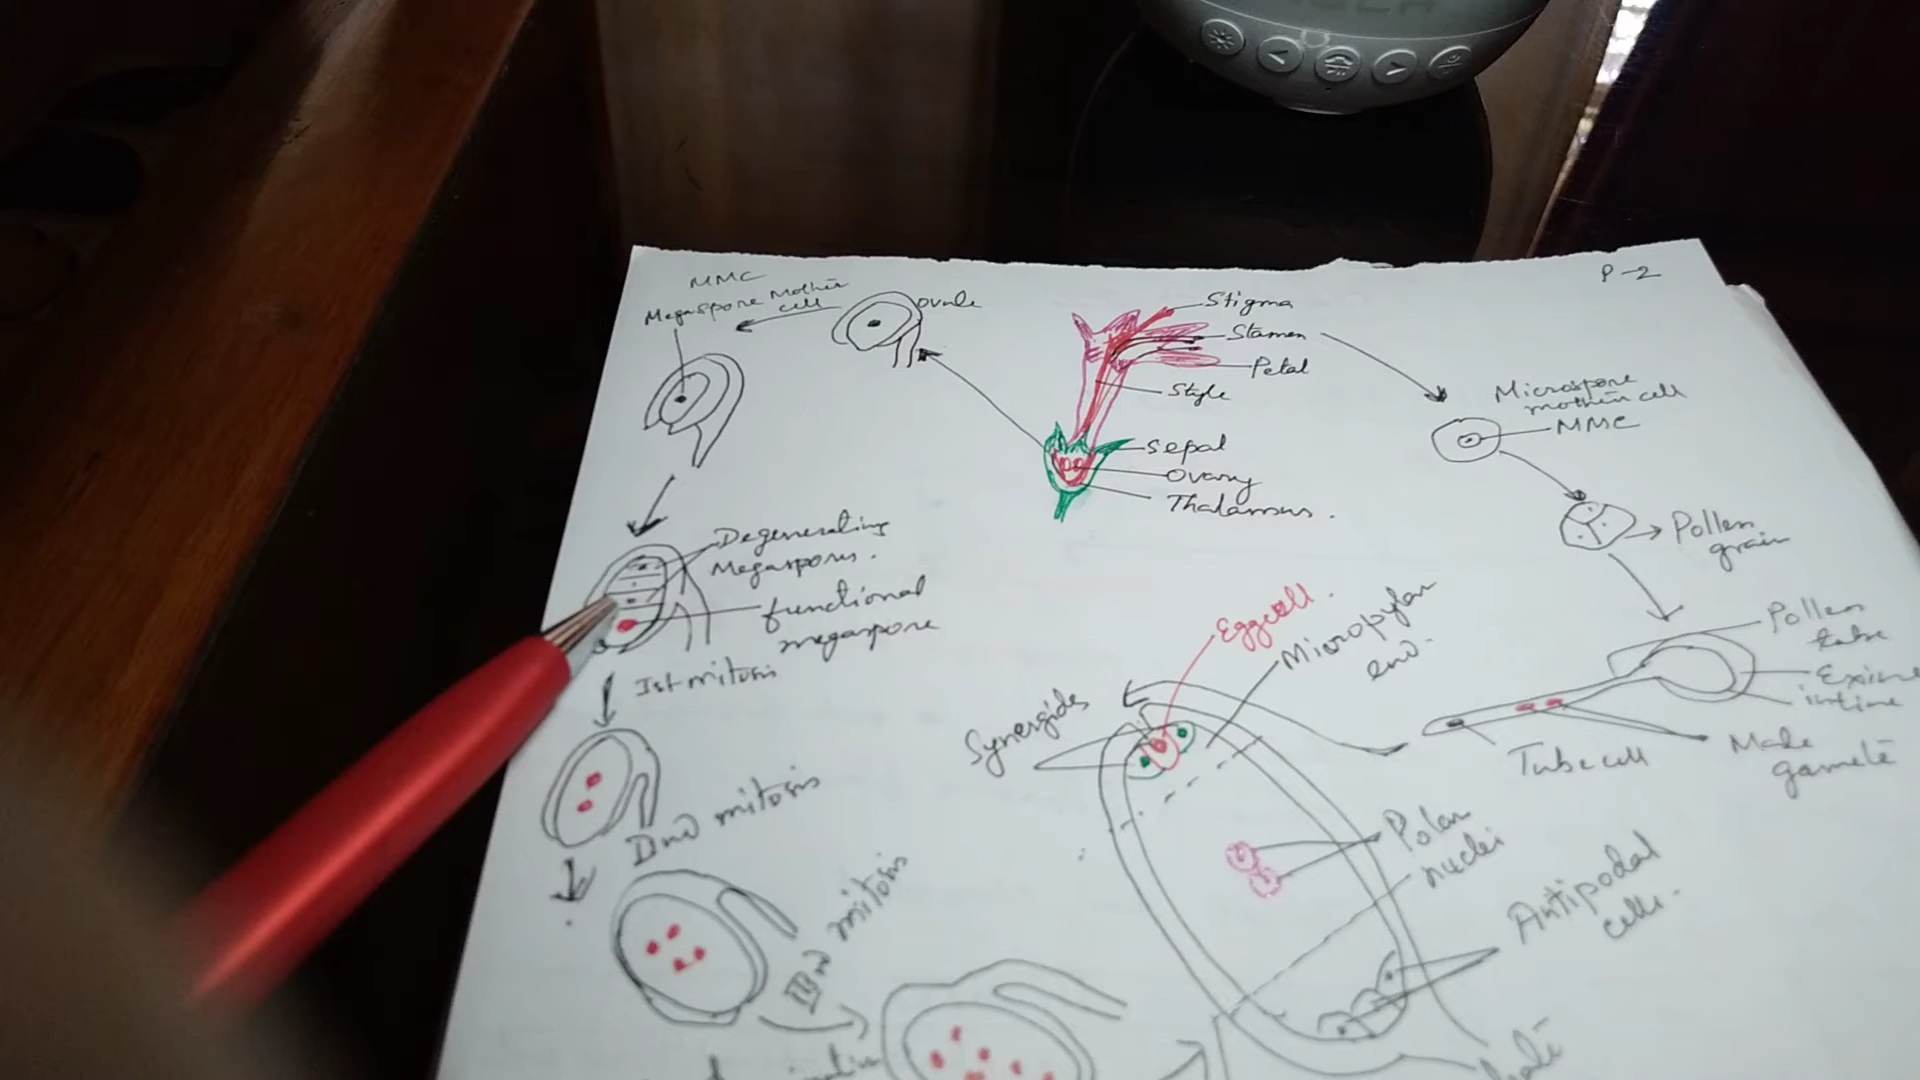 P-2
MMC
Megaspore Mother
cell
ovule
Stigma
Stamen
Petal
Style
Sepal
Ovary
Thalamus.
Microspore
mother cell
MMC
Pollen
grain
Degenerating
Megaspores.
functional
megaspore
Ist mitosis
IInd mitosis
IIIrd mitosis
Egg cell.
Micropylar
end.
Synergids
Polar
nuclei
Antipodal
cells.
Pollen
tube
Exine
intine
Tube cell
Male
gamete